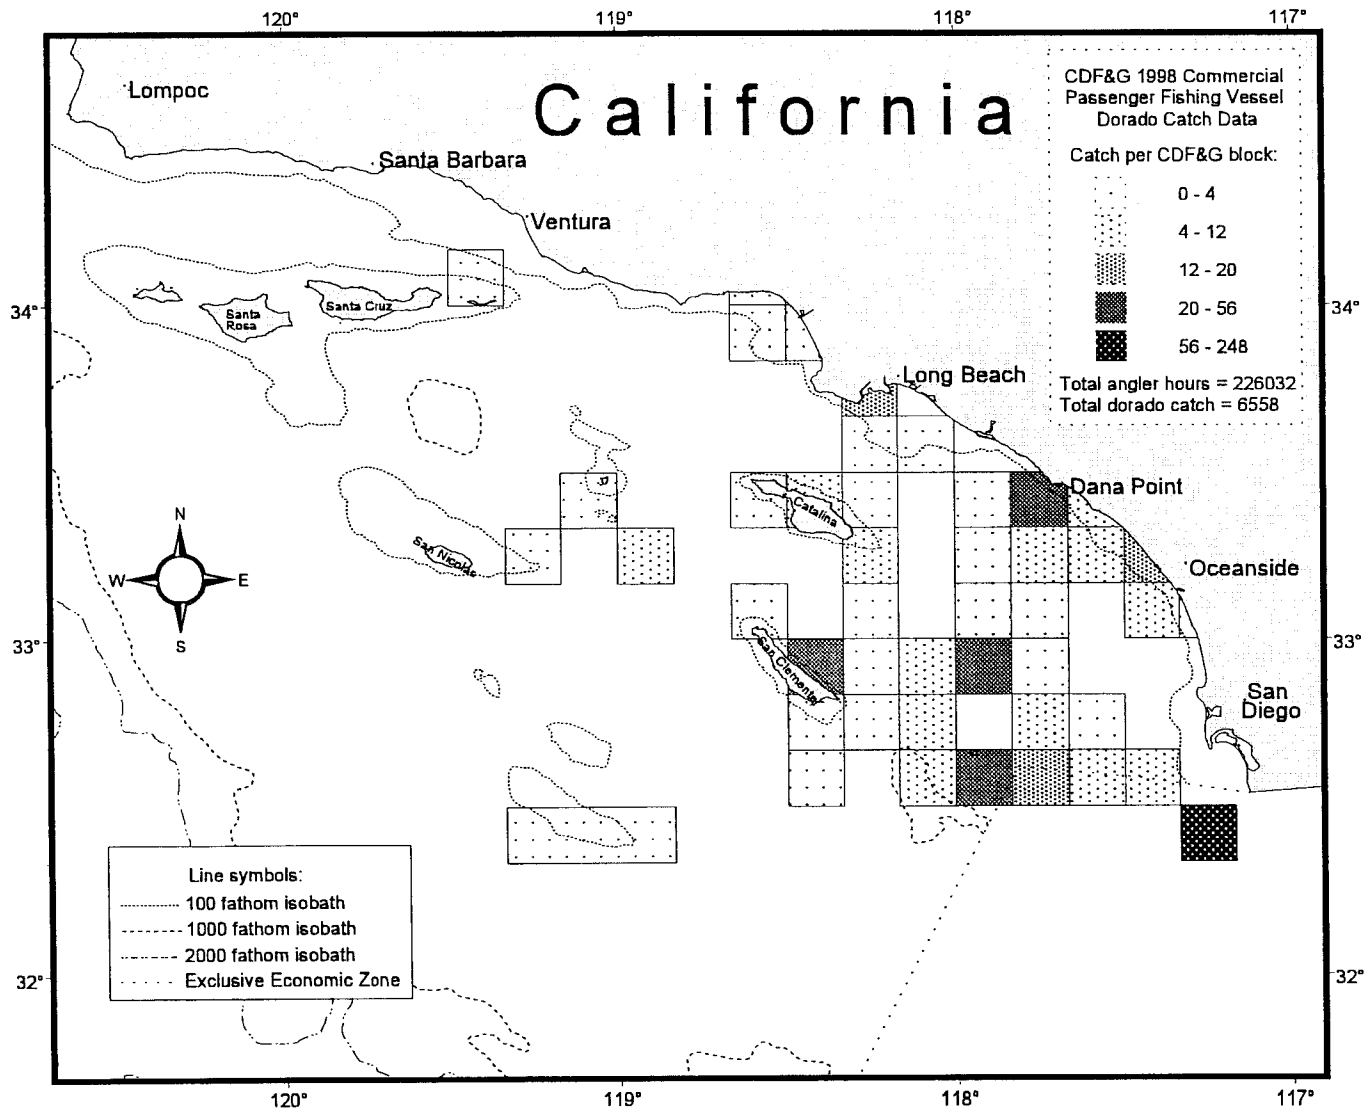 120°
119°
118°
117°
Lompoc
California
CDF&G 1998 Commercial
Passenger Fishing Vessel
Dorado Catch Data
Catch per CDF&G block:
0 - 4
4 - 12
12 - 20
20 - 56
56 - 248
Total angler hours = 226032
Total dorado catch = 6558
Santa Barbara
Ventura
34°
34°
Santa
Rosa
Santa Cruz
Long Beach
Dana Point
Catalina
San Nicolas
Oceanside
N
W
E
S
33°
33°
San Clemente
San
Diego
Line symbols:
100 fathom isobath
1000 fathom isobath
2000 fathom isobath
Exclusive Economic Zone
32°
32°
120°
119°
118°
117°